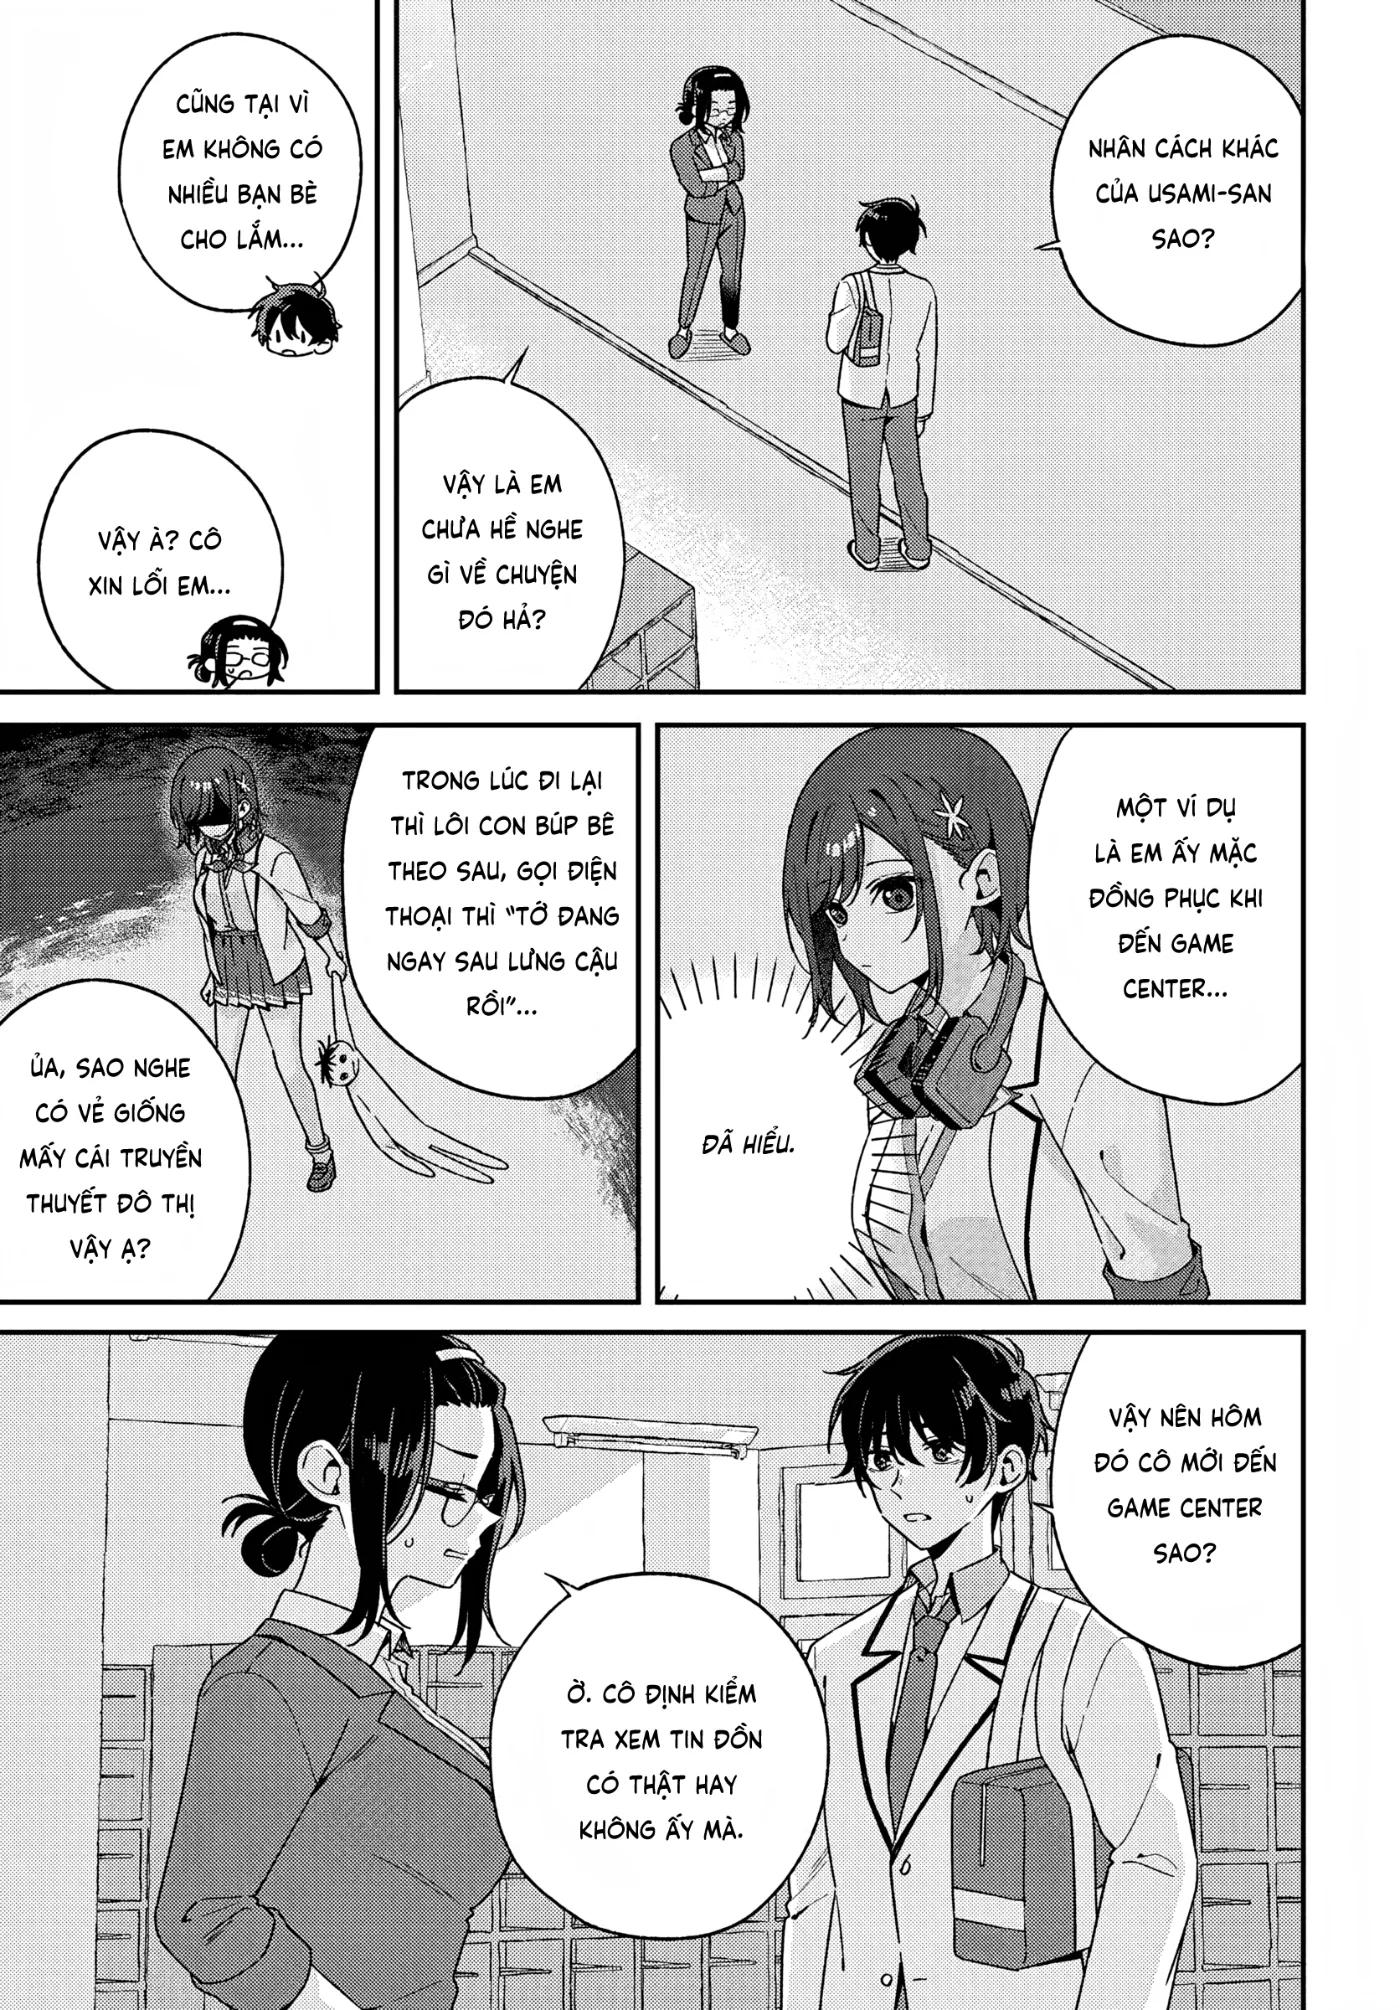 NHÂN CÁCH KHÁC
CỦA USAMI-SAN
SAO?
VẬY LÀ EM
CHƯA HỀ NGHE
GÌ VỀ CHUYỆN
ĐÓ HẢ?
CŨNG TẠI VÌ
EM KHÔNG CÓ
NHIỀU BẠN BÈ
CHO LẮM...
VẬY À? CÔ
XIN LỖI EM...
MỘT VÍ DỤ
LÀ EM ẤY MẶC
ĐỒNG PHỤC KHI
ĐẾN GAME
CENTER...
ĐÃ HIỂU.
TRONG LÚC ĐI LẠI
THÌ LÔI CON BÚP BÊ
THEO SAU, GỌI ĐIỆN
THOẠI THÌ "TỚ ĐANG
NGAY SAU LƯNG CẬU
RỒI"...
ỦA, SAO NGHE
CÓ VẺ GIỐNG
MẤY CÁI TRUYỀN
THUYẾT ĐÔ THỊ
VẬY Ạ?
VẬY NÊN HÔM
ĐÓ CÔ MỚI ĐẾN
GAME CENTER
SAO?
Ờ. CÔ ĐỊNH KIỂM
TRA XEM TIN ĐỒN
CÓ THẬT HAY
KHÔNG ẤY MÀ.